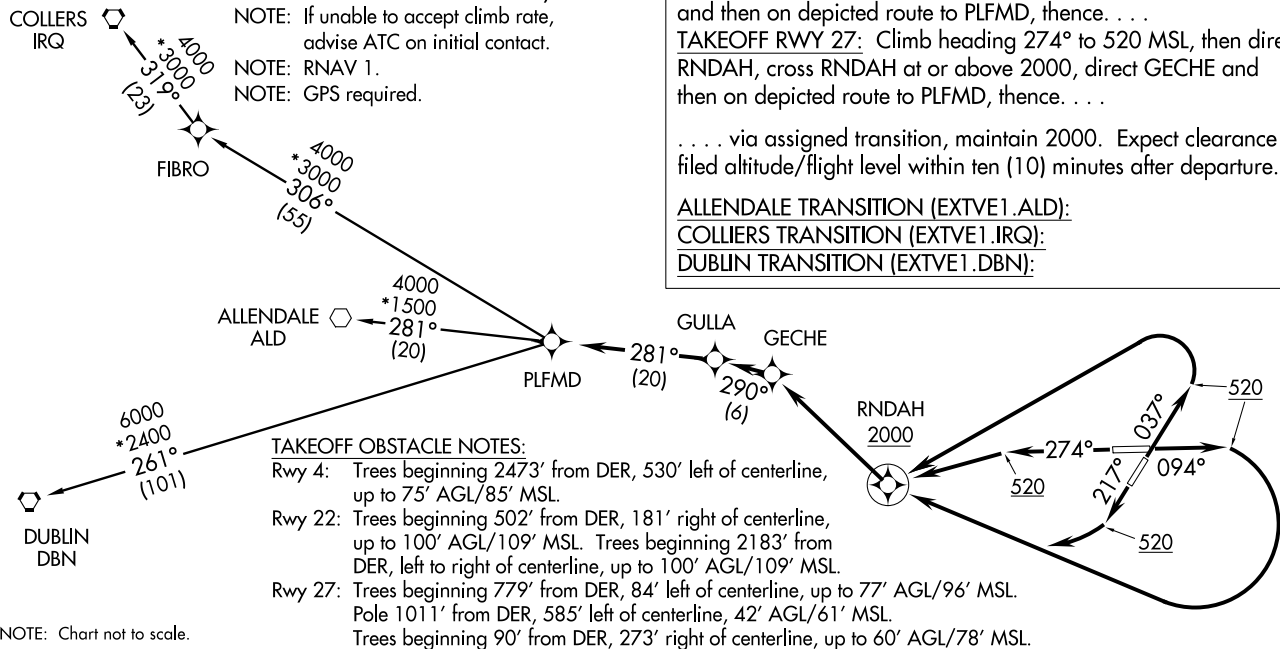 NOTE: If unable to accept climb rate,
advise ATC on initial contact.
NOTE: RNAV 1.
NOTE: GPS required.
and then on depicted route to PLFMD, thence. . . .
TAKEOFF RWY 27: Climb heading 274° to 520 MSL, then dire
RNDAH, cross RNDAH at or above 2000, direct GECHE and
then on depicted route to PLFMD, thence. . . .
. . . . via assigned transition, maintain 2000. Expect clearance
filed altitude/flight level within ten (10) minutes after departure.
ALLENDALE TRANSITION (EXTVE1.ALD):
COLLIERS TRANSITION (EXTVE1.IRQ):
DUBLIN TRANSITION (EXTVE1.DBN):
COLLERS
IRQ
4000
*3000
319°
(23)
FIBRO
4000
*3000
306°
(55)
ALLENDALE
ALD
4000
*1500
281°
(20)
PLFMD
281°
(20)
GULLA
GECHE
290°
(6)
RNDAH
2000
274°
520
037°
520
520
094°
217°
520
6000
*2400
261°
(101)
DUBLIN
DBN
TAKEOFF OBSTACLE NOTES:
Rwy 4: Trees beginning 2473' from DER, 530' left of centerline,
up to 75' AGL/85' MSL.
Rwy 22: Trees beginning 502' from DER, 181' right of centerline,
up to 100' AGL/109' MSL. Trees beginning 2183' from
DER, left to right of centerline, up to 100' AGL/109' MSL.
Rwy 27: Trees beginning 779' from DER, 84' left of centerline, up to 77' AGL/96' MSL.
Pole 1011' from DER, 585' left of centerline, 42' AGL/61' MSL.
Trees beginning 90' from DER, 273' right of centerline, up to 60' AGL/78' MSL.
NOTE: Chart not to scale.